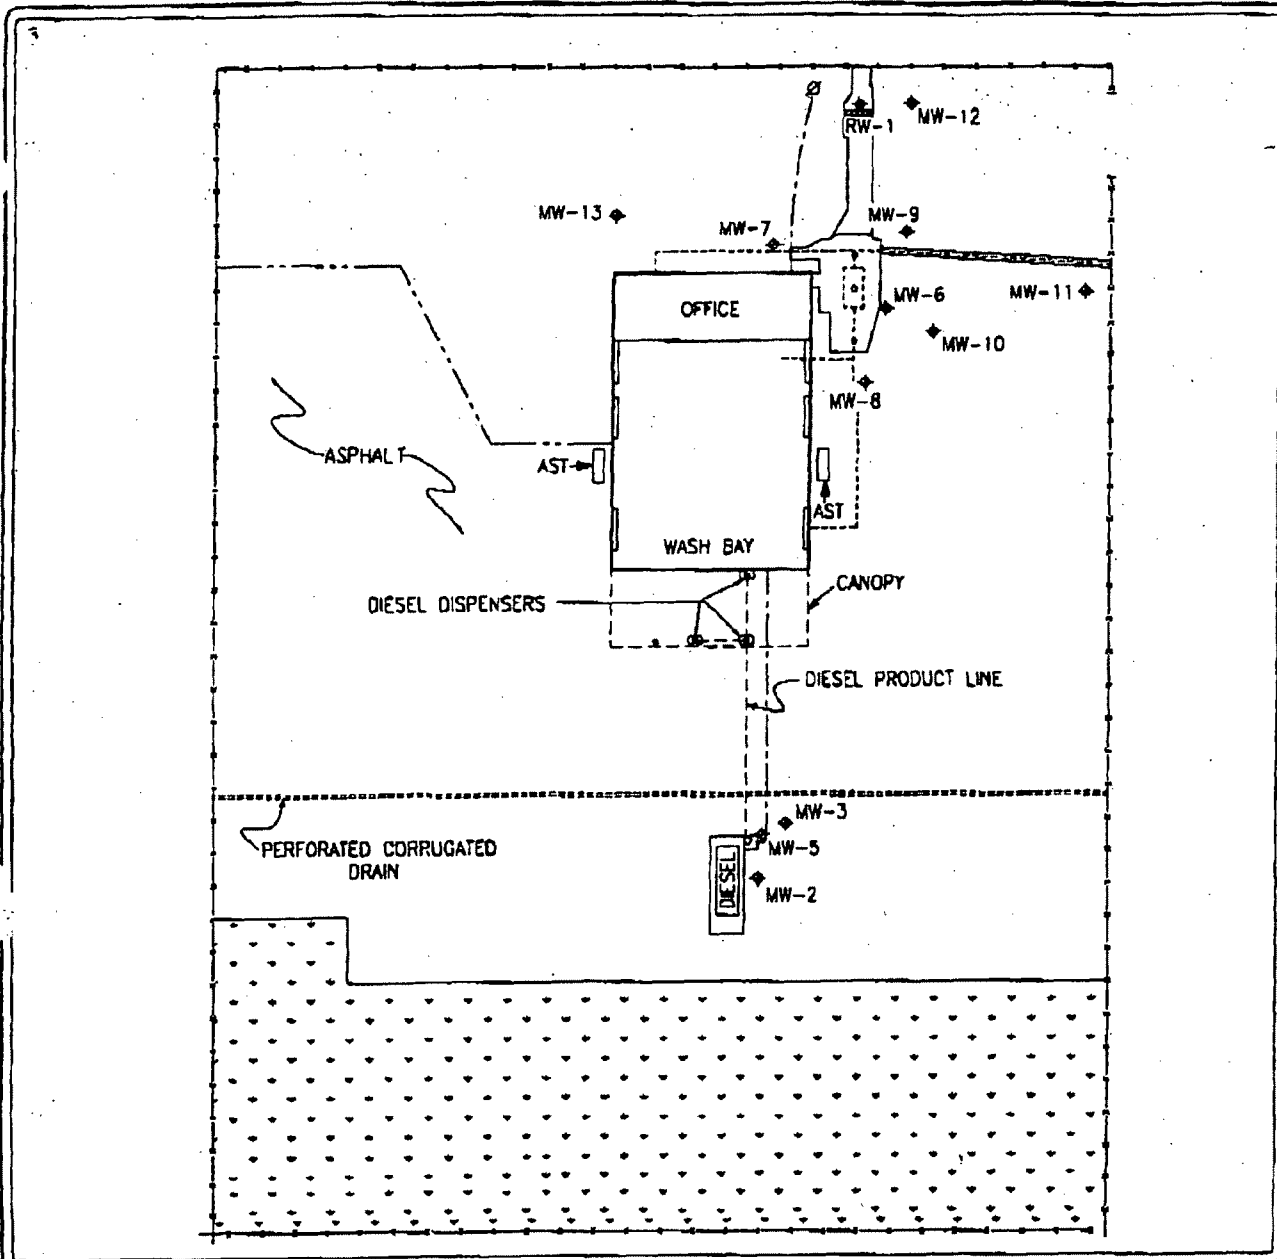 RW-1
MW-12
MW-13
MW-7
MW-9
MW-6
MW-11
OFFICE
MW-10
MW-8
ASPHALT
AST
AST
WASH BAY
CANOPY
DIESEL DISPENSERS
DIESEL PRODUCT LINE
MW-3
PERFORATED CORRUGATED
DRAIN
MW-5
DIESEL
MW-2